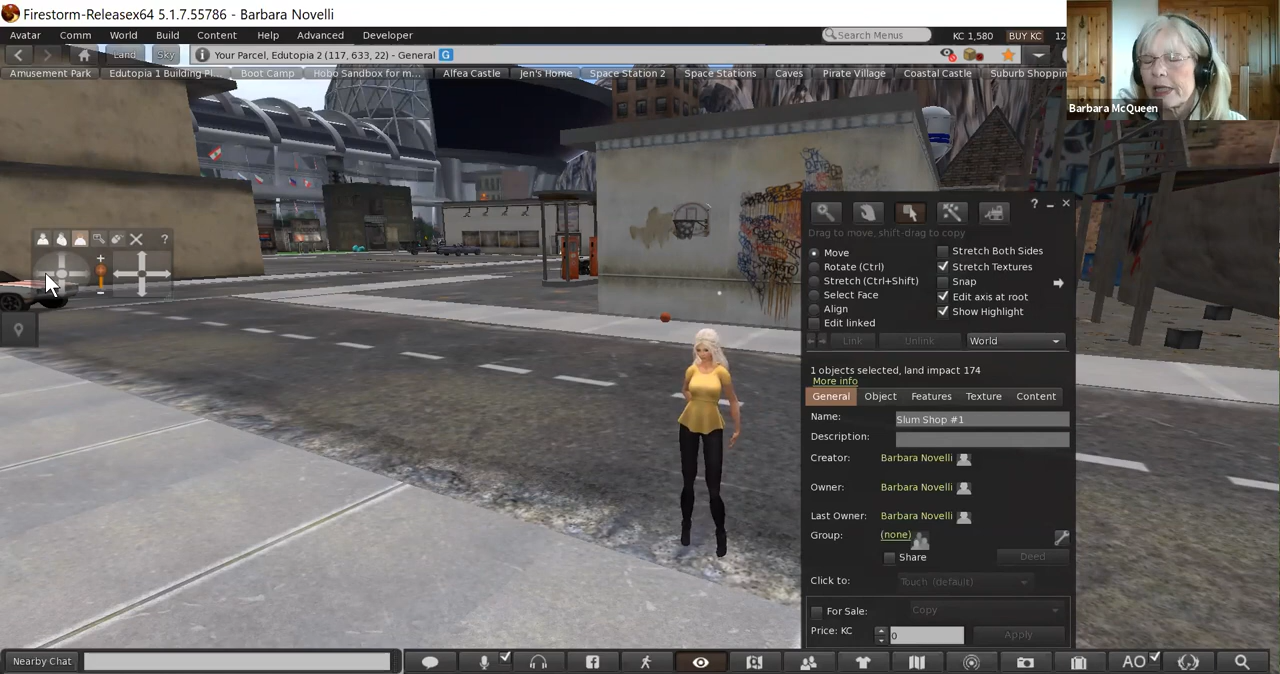 Firestorm-Releasex64 5.1.7.55786 - Barbara Novelli
Avatar Comm World Build Content Help Advanced Developer
Search Menus
KC 1,580 BUY KC 12
Land Sky
Your Parcel, Edutopia 2 (117, 633, 22) - General G
Amusement Park Edutopia 1 Building Pl... Boot Camp Hobo Sandbox for m... Alfea Castle Jen's Home Space Station 2 Space Stations Caves Pirate Village Coastal Castle Suburb Shoppin
Barbara McQueen
?
? _ X
Drag to move, shift-drag to copy
Move
Rotate (Ctrl)
Stretch (Ctrl+Shift)
Select Face
Align
Edit linked
Stretch Both Sides
Stretch Textures
Snap
Edit axis at root
Show Highlight
Link Unlink World
1 objects selected, land impact 174
More info
General Object Features Texture Content
Name: Slum Shop #1
Description:
Creator: Barbara Novelli
Owner: Barbara Novelli
Last Owner: Barbara Novelli
Group: (none)
Share Deed
Click to: Touch (default)
For Sale: Copy
Price: KC 0 Apply
Nearby Chat
AO